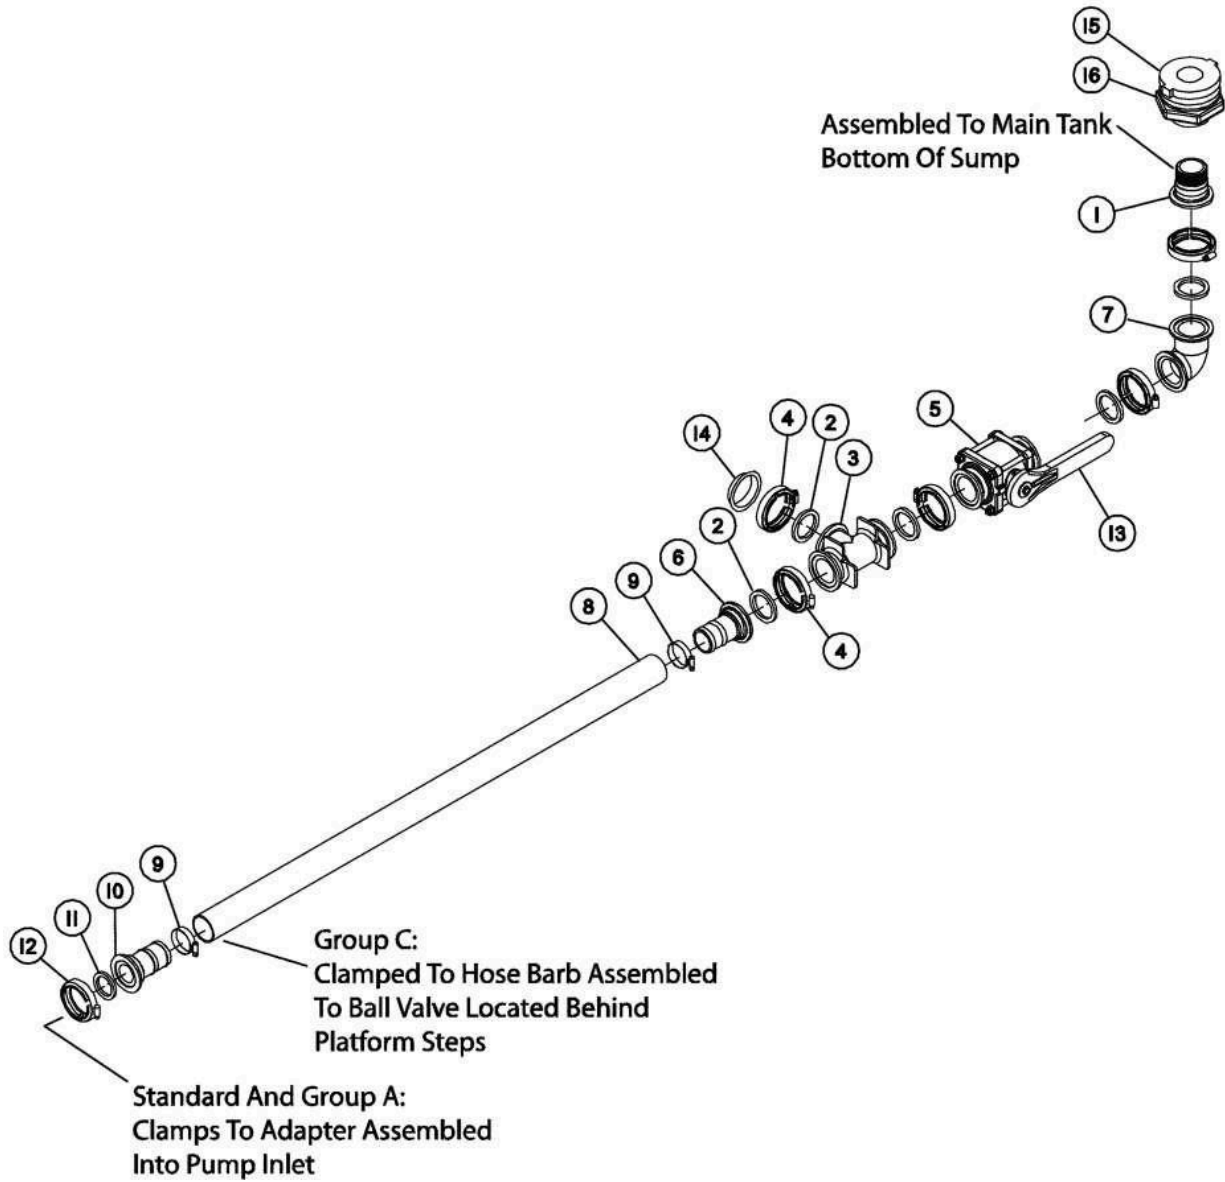 15
16
Assembled To Main Tank
Bottom Of Sump
1
7
5
4
2
14
3
2
6
9
8
13
4
9
10
11
12
Group C:
Clamped To Hose Barb Assembled
To Ball Valve Located Behind
Platform Steps
Standard And Group A:
Clamps To Adapter Assembled
Into Pump Inlet